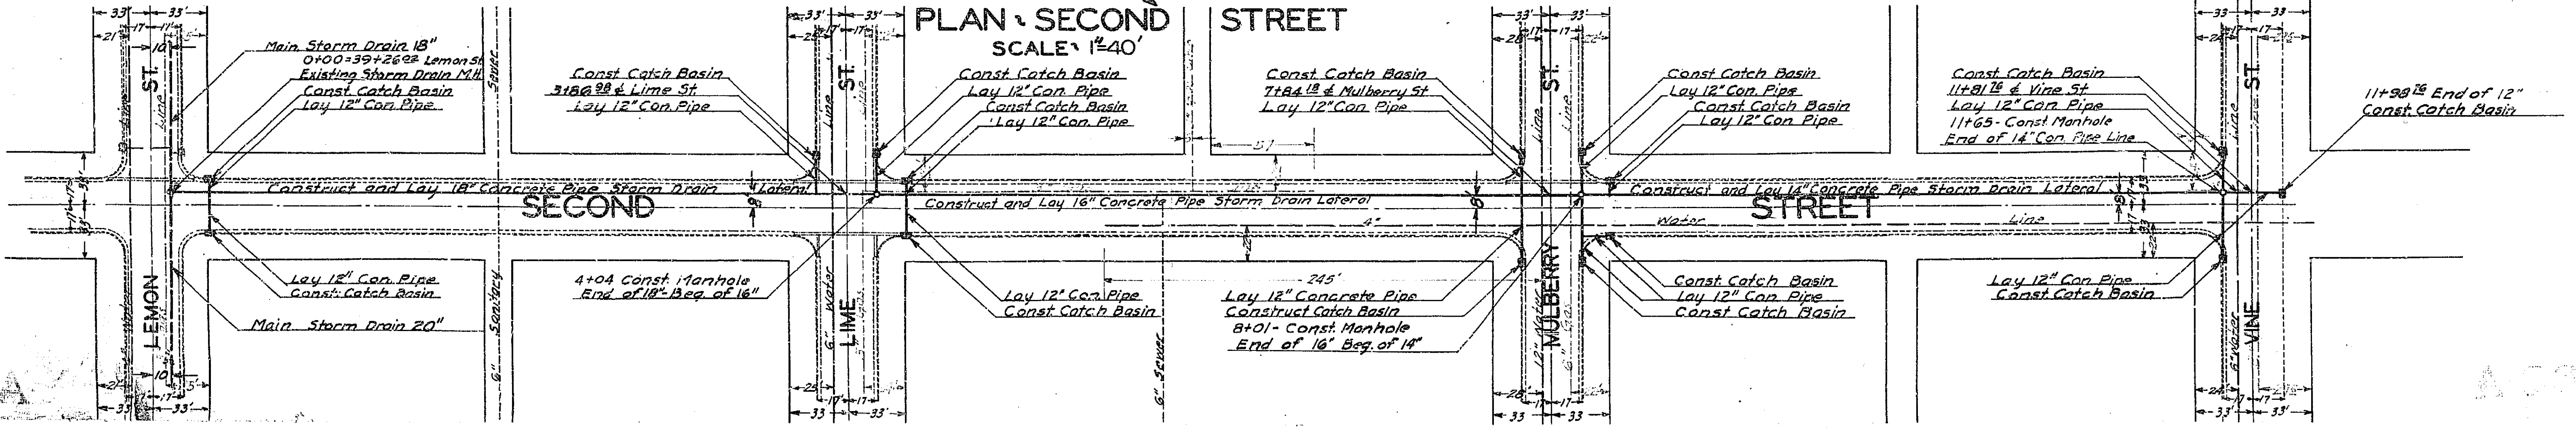 PLAN - SECOND STREET
SCALE - 1"=40'
Main Storm Drain 18"
0+00=39+26.92 Lemon St
Existing Storm Drain M.H.
Const Catch Basin
Lay 12" Con. Pipe
Const Catch Basin
3+86.98 ¢ Lime St.
Lay 12" Con. Pipe
Const Catch Basin
Lay 12" Con. Pipe
Const Catch Basin
Lay 12" Con. Pipe
Const Catch Basin
7+84.18 ¢ Mulberry St
Lay 12" Con. Pipe
Const Catch Basin
Lay 12" Con. Pipe
Const Catch Basin
Lay 12" Con. Pipe
Const Catch Basin
11+81.76 ¢ Vine St
Lay 12" Con. Pipe
11+65 - Const Manhole
End of 14" Con. Pipe Line
11+98.76 End of 12"
Const. Catch Basin
Construct and Lay 18" Concrete Pipe Storm Drain Lateral
Construct and Lay 16" Concrete Pipe Storm Drain Lateral
Construct and Lay 14" Concrete Pipe Storm Drain Lateral
SECOND STREET
4" Water Line
245'
51
Lay 12" Con. Pipe
Const. Catch Basin
Main Storm Drain 20"
4+04 Const. Manhole
End of 18" - Beg. of 16"
Lay 12" Con. Pipe
Const Catch Basin
Lay 12" Concrete Pipe
Construct Catch Basin
8+01 - Const. Manhole
End of 16" Beg. of 14"
Const. Catch Basin
Lay 12" Con. Pipe
Const Catch Basin
Lay 12" Con. Pipe
Const Catch Basin
LEMON ST.
LIME ST.
MULBERRY ST.
VINE ST.
Sewer
6" Sanitary
6" Water Line
6" Sewer
12" Water Line
6" Water Line
33' 33'
17' 17'